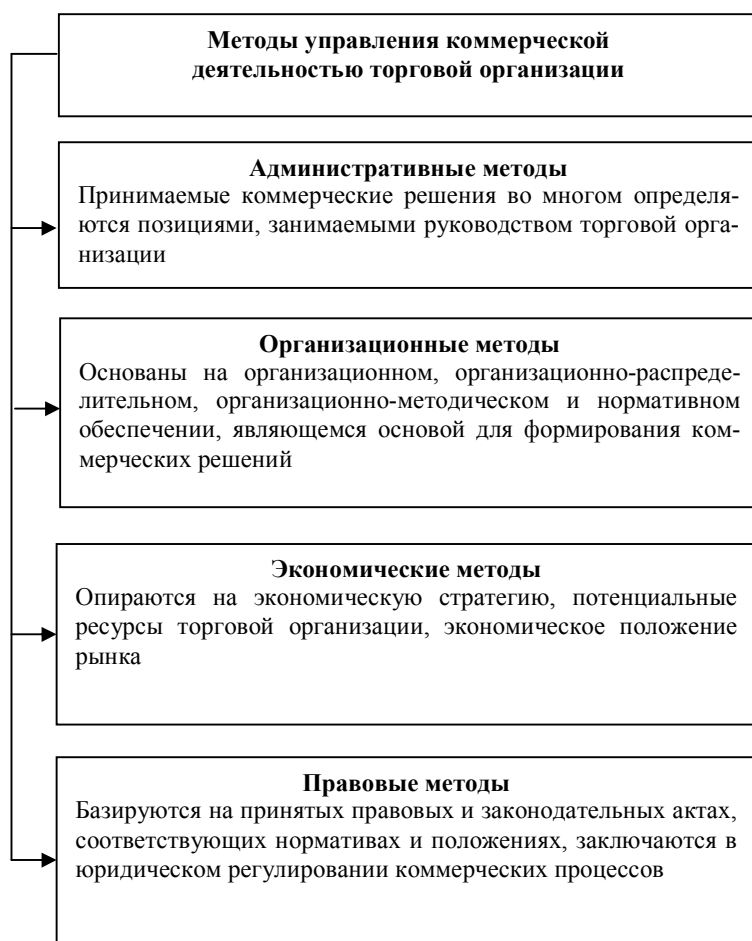 Методы управления коммерческой
деятельностью торговой организации
Административные методы
Принимаемые коммерческие решения во многом определя-
ются позициями, занимаемыми руководством торговой орга-
низации
Организационные методы
Основаны на организационном, организационно-распреде-
лительном, организационно-методическом и нормативном
обеспечении, являющемся основой для формирования ком-
мерческих решений
Экономические методы
Опираются на экономическую стратегию, потенциальные
ресурсы торговой организации, экономическое положение
рынка
Правовые методы
Базируются на принятых правовых и законодательных актах,
соответствующих нормативах и положениях, заключаются в
юридическом регулировании коммерческих процессов